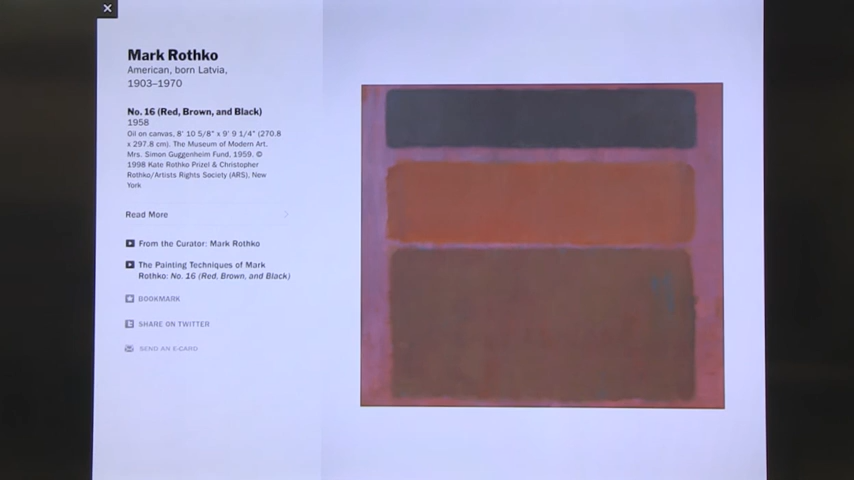 Mark Rothko
American, born Latvia,
1903–1970
No. 16 (Red, Brown, and Black)
1958
Oil on canvas, 8' 10 5/8" x 9' 9 1/4" (270.8
x 297.8 cm). The Museum of Modern Art.
Mrs. Simon Guggenheim Fund, 1959. ©
1998 Kate Rothko Prizel & Christopher
Rothko/Artists Rights Society (ARS), New
York
Read More
From the Curator: Mark Rothko
The Painting Techniques of Mark
Rothko: No. 16 (Red, Brown, and Black)
BOOKMARK
SHARE ON TWITTER
SEND AN E-CARD